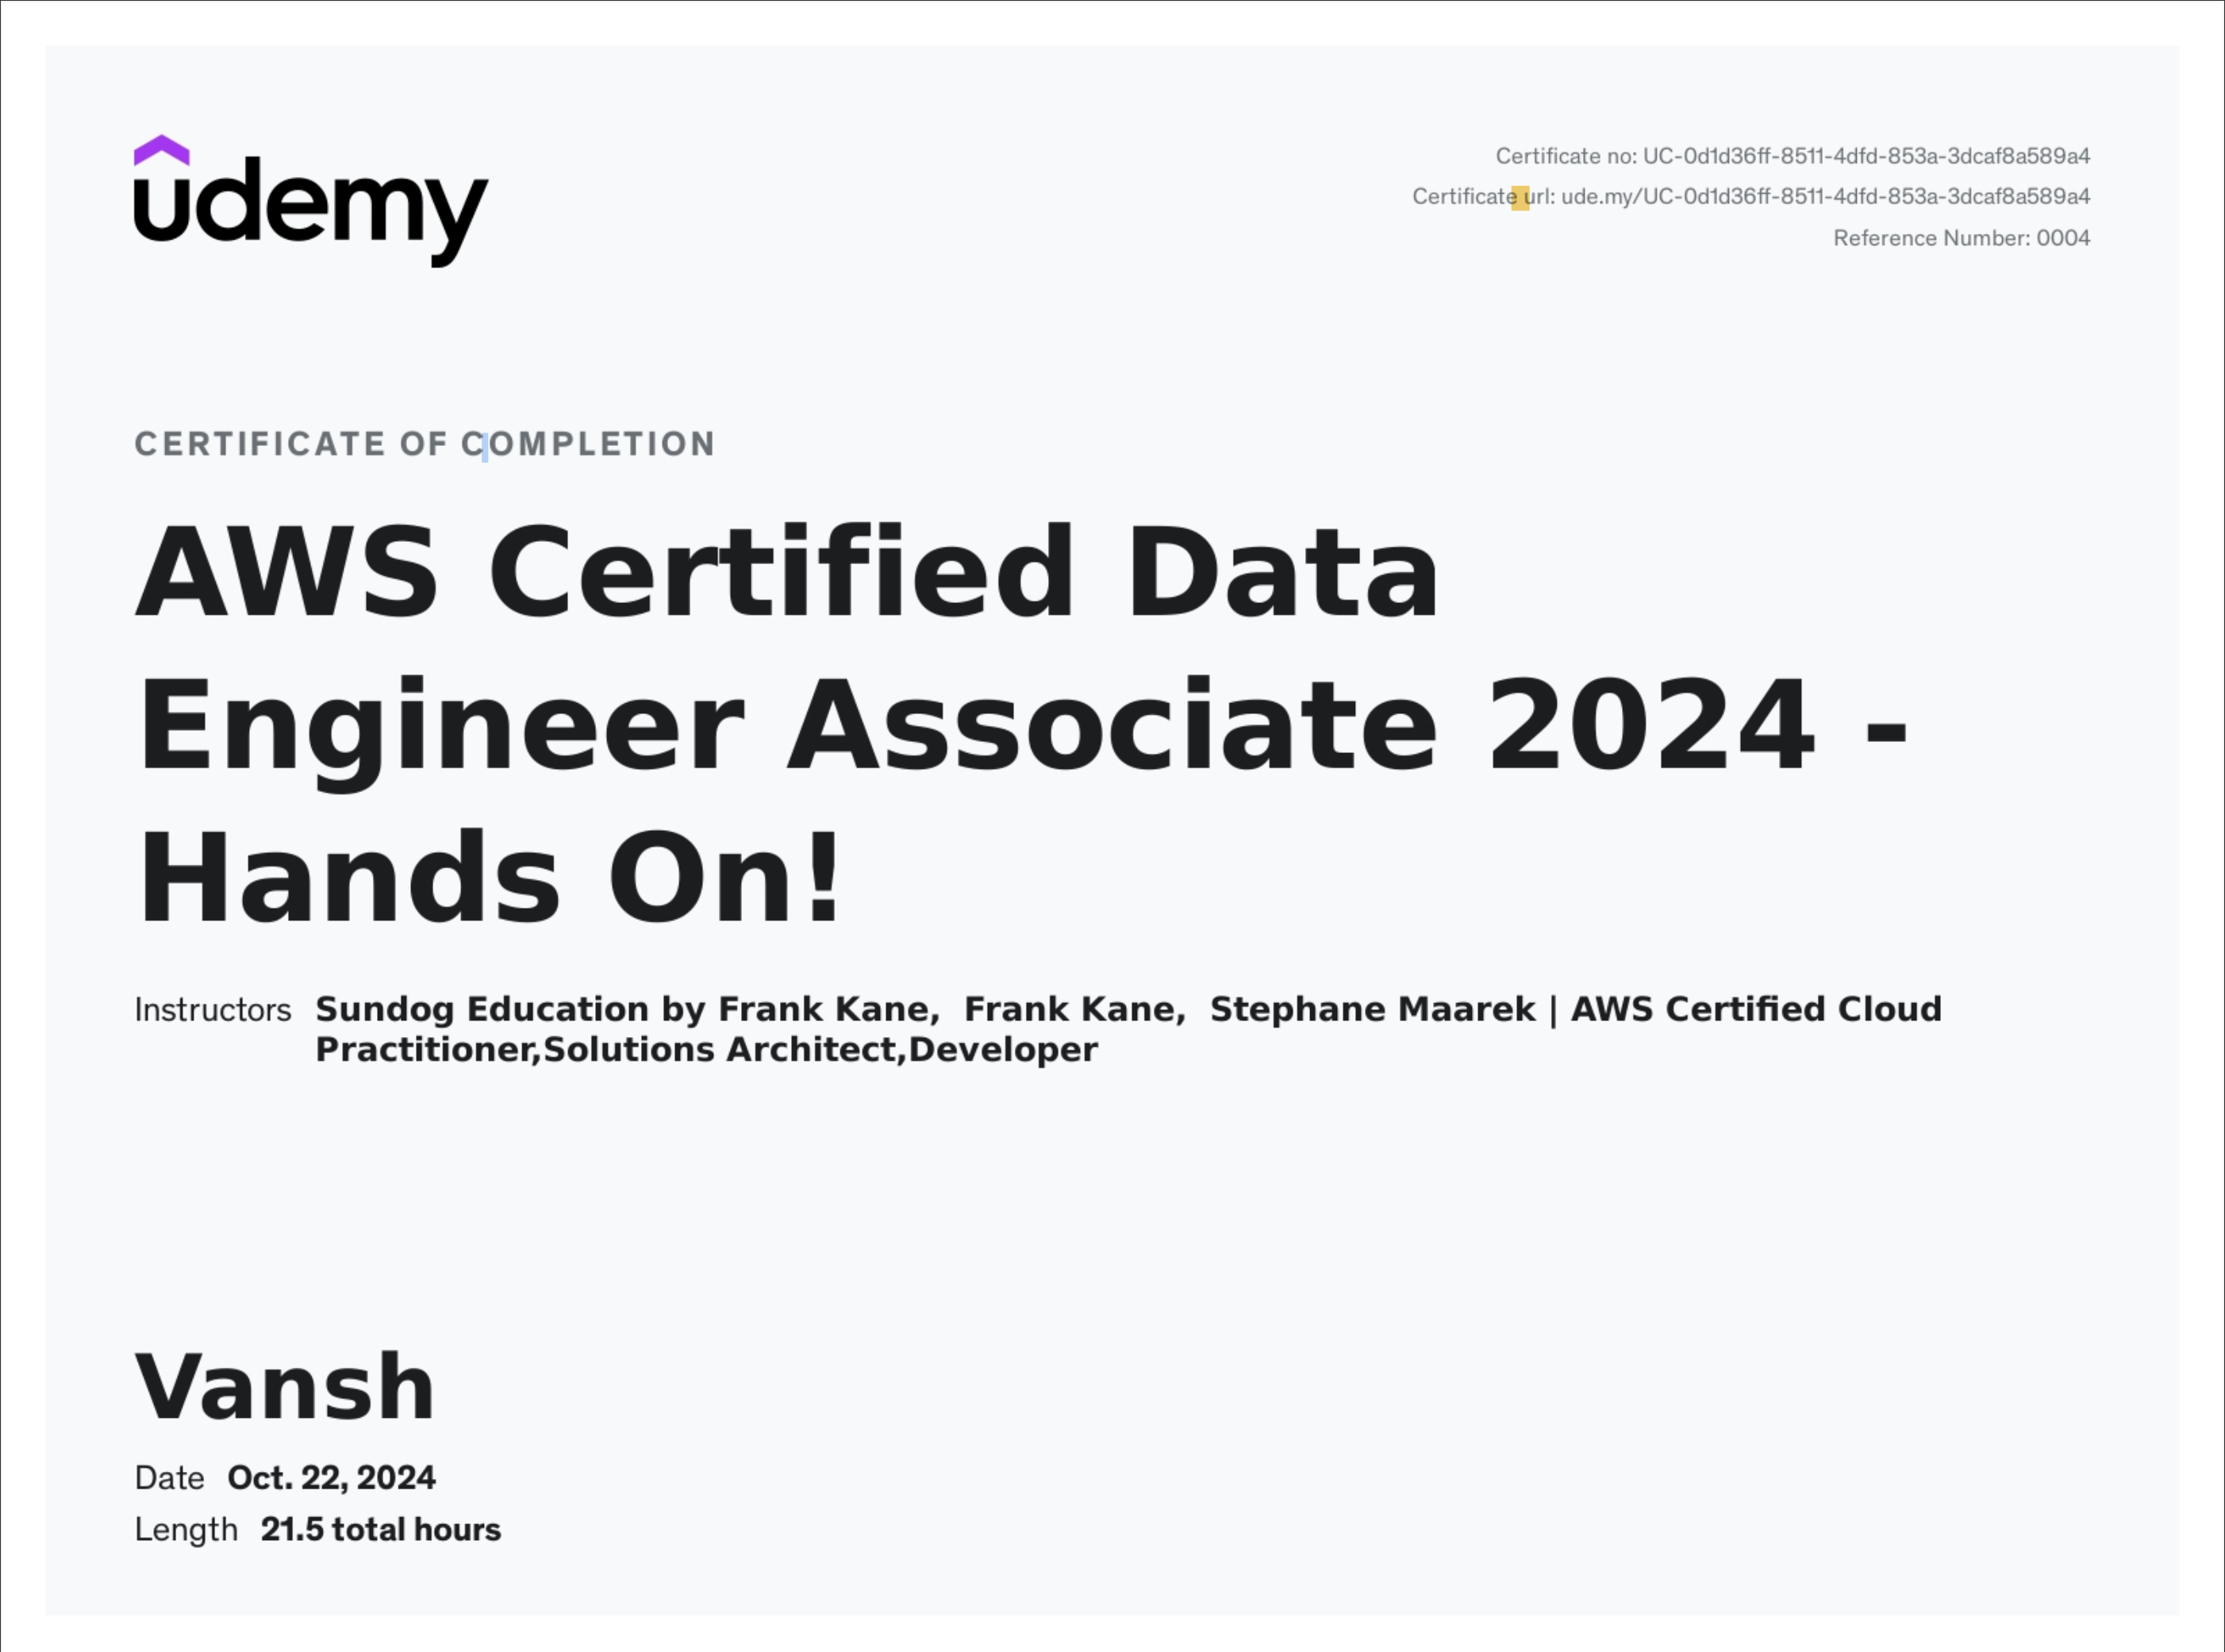 udemy
Certificate no: UC-0d1d36ff-8511-4dfd-853a-3dcaf8a589a4
Certificate url: ude.my/UC-0d1d36ff-8511-4dfd-853a-3dcaf8a589a4
Reference Number: 0004
CERTIFICATE OF COMPLETION
AWS Certified Data
Engineer Associate 2024 -
Hands On!
Instructors Sundog Education by Frank Kane, Frank Kane, Stephane Maarek | AWS Certified Cloud
Practitioner,Solutions Architect,Developer
Vansh
Date Oct. 22, 2024
Length 21.5 total hours